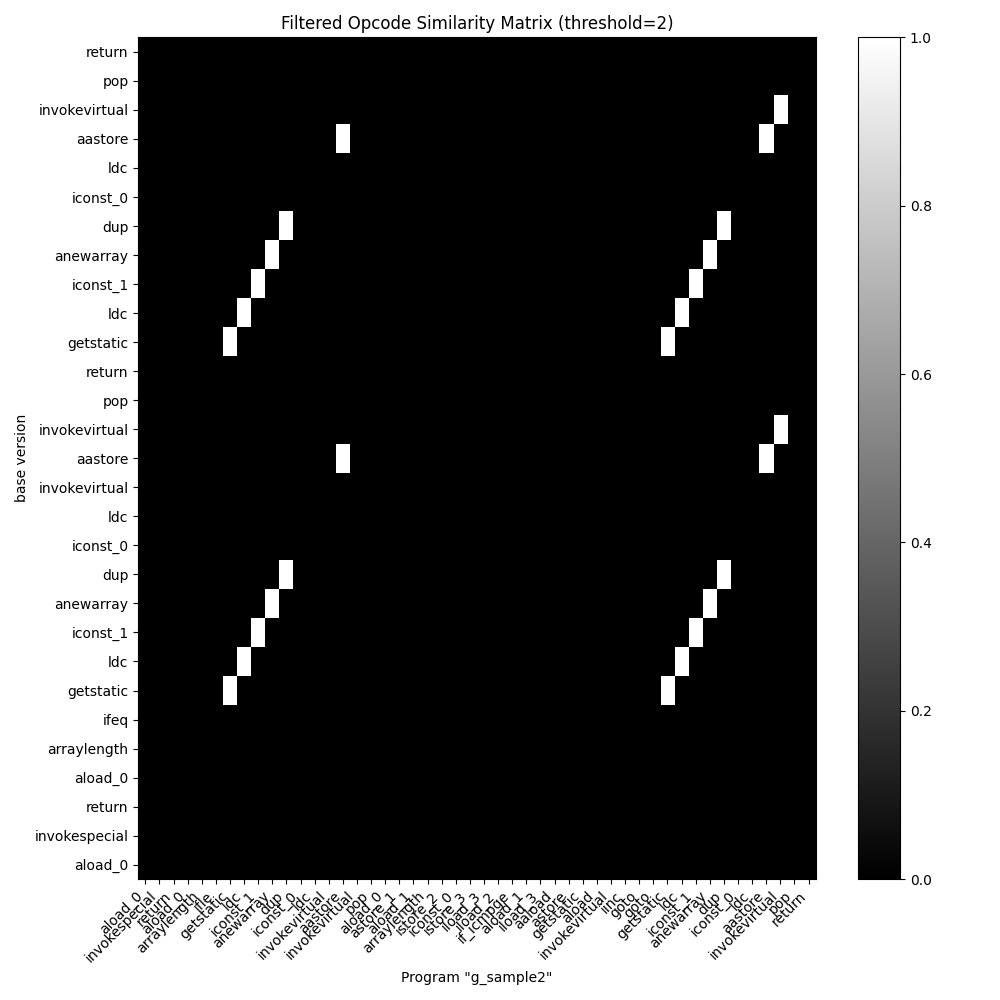 Filtered Opcode Similarity Matrix (threshold=2)
return
pop
invokevirtual
aastore
ldc
iconst_0
dup
anewarray
iconst_1
ldc
getstatic
return
pop
invokevirtual
aastore
invokevirtual
ldc
iconst_0
dup
anewarray
iconst_1
ldc
getstatic
ifeq
arraylength
aload_0
return
invokespecial
aload_0
base version
aload_0
invokespecial
return
aload_0
arraylength
ifle
getstatic
ldc
iconst_1
anewarray
dup
iconst_0
ldc
invokevirtual
aastore
invokevirtual
pop
aload_0
astore_1
aload_1
arraylength
istore_2
iconst_0
istore_3
iload_3
iload_2
if_icmpge
aload_1
iload_3
aaload
astore
getstatic
aload
invokevirtual
iinc
goto
goto
getstatic
ldc
iconst_1
anewarray
dup
iconst_0
ldc
aastore
invokevirtual
pop
return
Program "g_sample2"
1.0
0.8
0.6
0.4
0.2
0.0